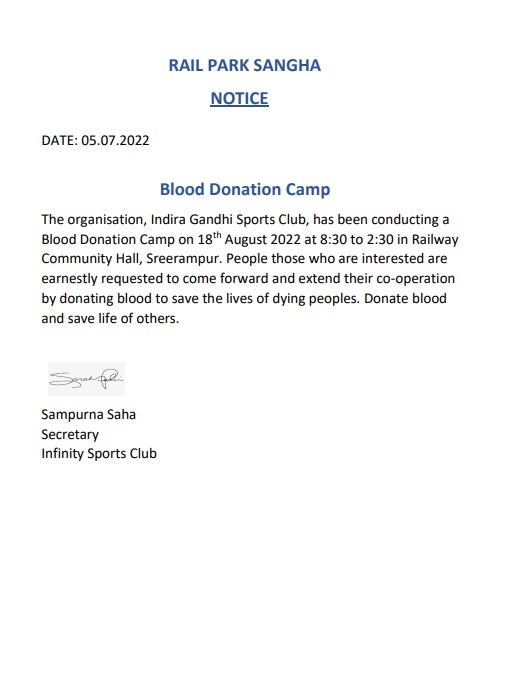 RAIL PARK SANGHA
NOTICE
DATE: 05.07.2022
Blood Donation Camp
The organisation, Indira Gandhi Sports Club, has been conducting a
Blood Donation Camp on 18th August 2022 at 8:30 to 2:30 in Railway
Community Hall, Sreerampur. People those who are interested are
earnestly requested to come forward and extend their co-operation
by donating blood to save the lives of dying peoples. Donate blood
and save life of others.
Sampurna Saha
Secretary
Infinity Sports Club